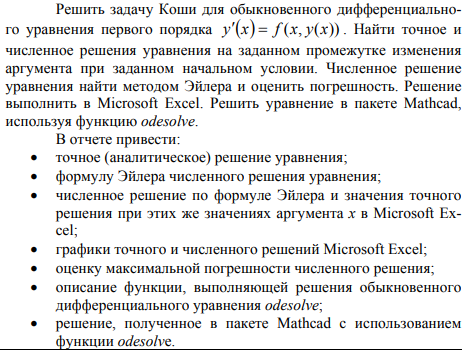 Решить задачу Коши для обыкновенного дифференциально-
го уравнения первого порядка y′(x) = f(x, y(x)) . Найти точное и
численное решения уравнения на заданном промежутке изменения
аргумента при заданном начальном условии. Численное решение
уравнения найти методом Эйлера и оценить погрешность. Решение
выполнить в Microsoft Excel. Решить уравнение в пакете Mathcad,
используя функцию odesolve.
В отчете привести:
• точное (аналитическое) решение уравнения;
• формулу Эйлера численного решения уравнения;
• численное решение по формуле Эйлера и значения точного
решения при этих же значениях аргумента x в Microsoft Ex-
cel;
• графики точного и численного решений Microsoft Excel;
• оценку максимальной погрешности численного решения;
• описание функции, выполняющей решения обыкновенного
дифференциального уравнения odesolve;
• решение, полученное в пакете Mathcad с использованием
функции odesolve.